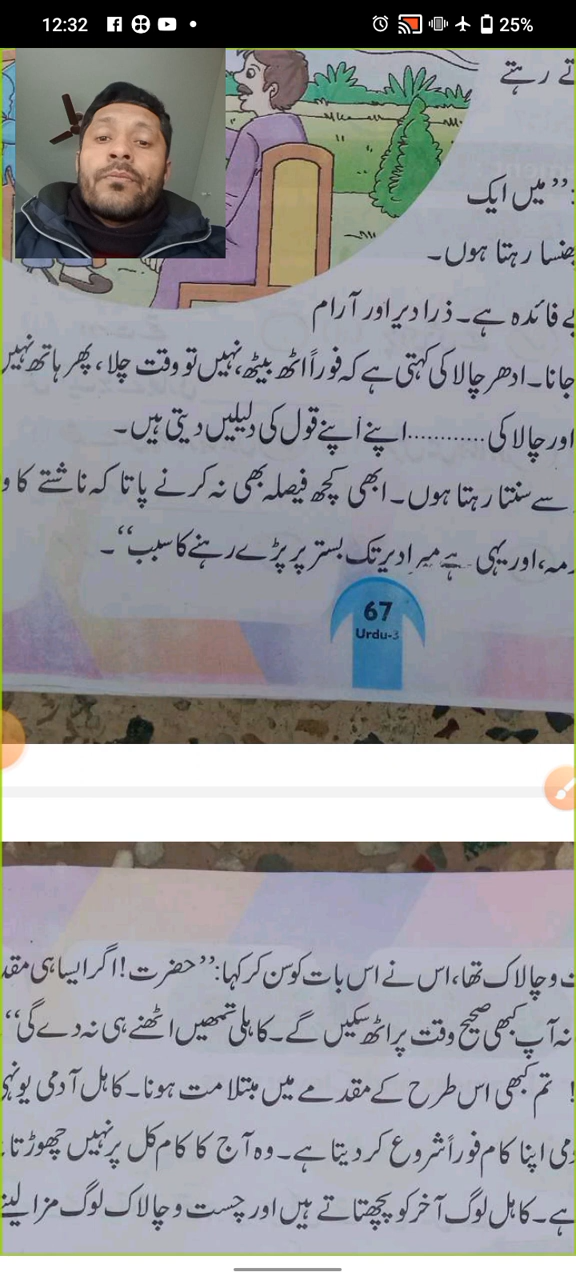 12:32
25%
تے رہتے
: ”میں ایک
پھنسا رہتا ہوں۔
بے فائدہ ہے۔ ذرا دیر اور آرام
جانا۔ ادھر چالاکی کہتی ہے کہ فوراً اٹھ بیٹھ، نہیں تو وقت چلا، پھر ہاتھ نہیں
اور چالاکی ............ اپنے اپنے قول کی دلیلیں دیتی ہیں۔
سے سنتا رہتا ہوں۔ ابھی کچھ فیصلہ بھی نہ کرنے پاتا کہ ناشتے کا و
مہ، اور یہی ہے میرا دیر تک بستر پر پڑے رہنے کا سبب“۔
67
Urdu-3
ت و چالاک تھا، اس نے اس بات کو سن کر کہا: ”حضرت! اگر ایسا ہی مقد
نہ آپ کبھی صحیح وقت پر اٹھ سکیں گے۔ کاہلی تمھیں اٹھنے ہی نہ دے گی“
! تم کبھی اس طرح کے مقدمے میں مبتلا مت ہونا۔ کاہل آدمی یونہی
می اپنا کام فوراً شروع کر دیتا ہے۔ وہ آج کا کام کل پر نہیں چھوڑتا۔
ہے۔ کاہل لوگ آخر کو پچھتاتے ہیں اور چست و چالاک لوگ مزا لیتے